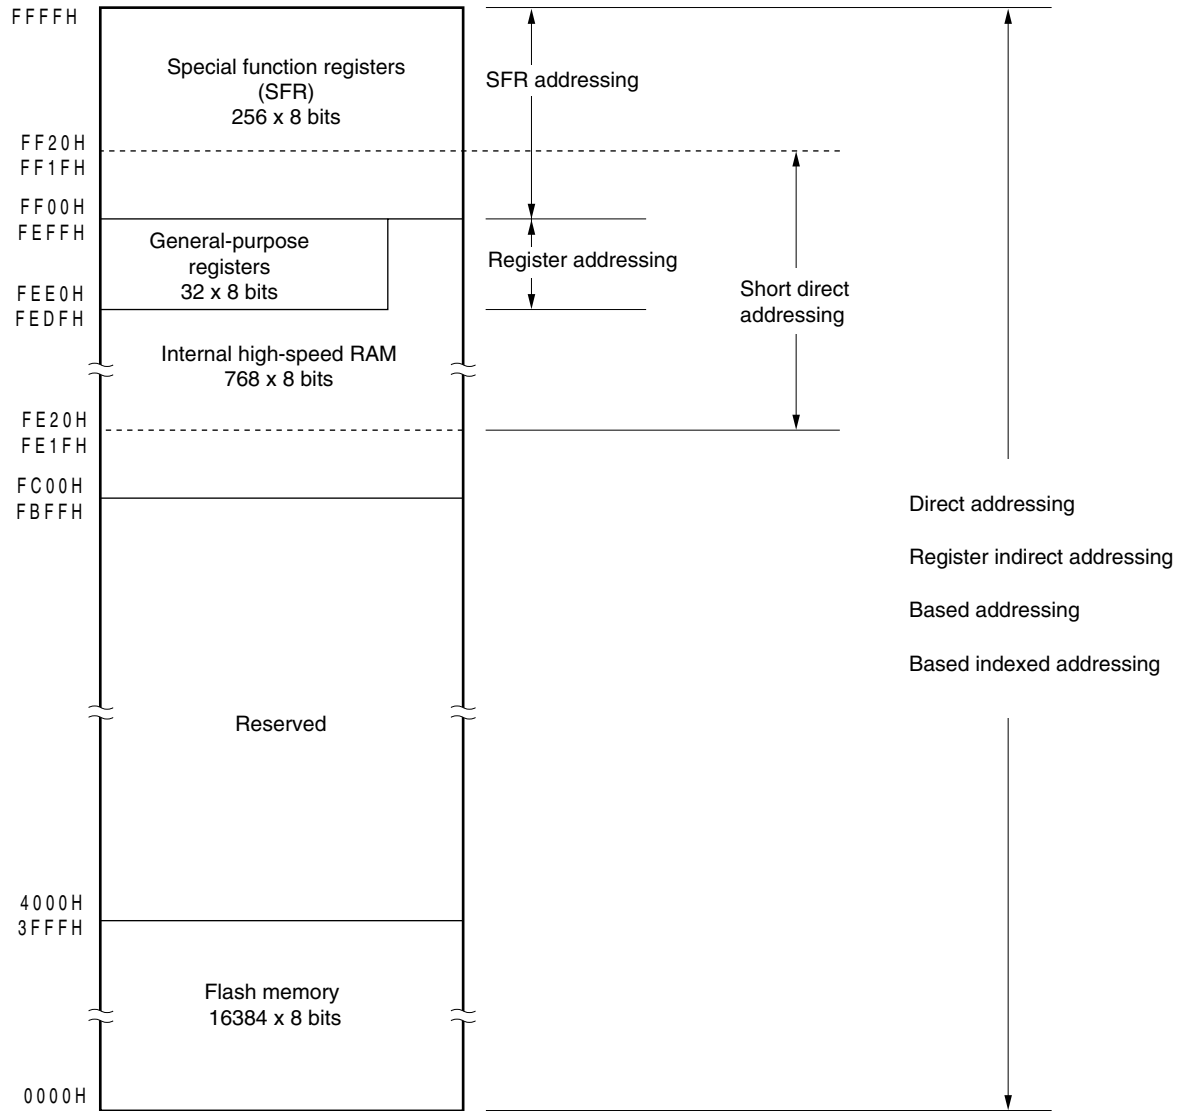 FFFFH
Special function registers
(SFR)
256 x 8 bits
SFR addressing
FF20H
FF1FH
FF00H
FEFFH
General-purpose
registers
32 x 8 bits
Register addressing
FEE0H
FEDFH
Short direct
addressing
Internal high-speed RAM
768 x 8 bits
FE20H
FE1FH
FC00H
FBFFH
Direct addressing
Register indirect addressing
Based addressing
Based indexed addressing
Reserved
4000H
3FFFH
Flash memory
16384 x 8 bits
0000H